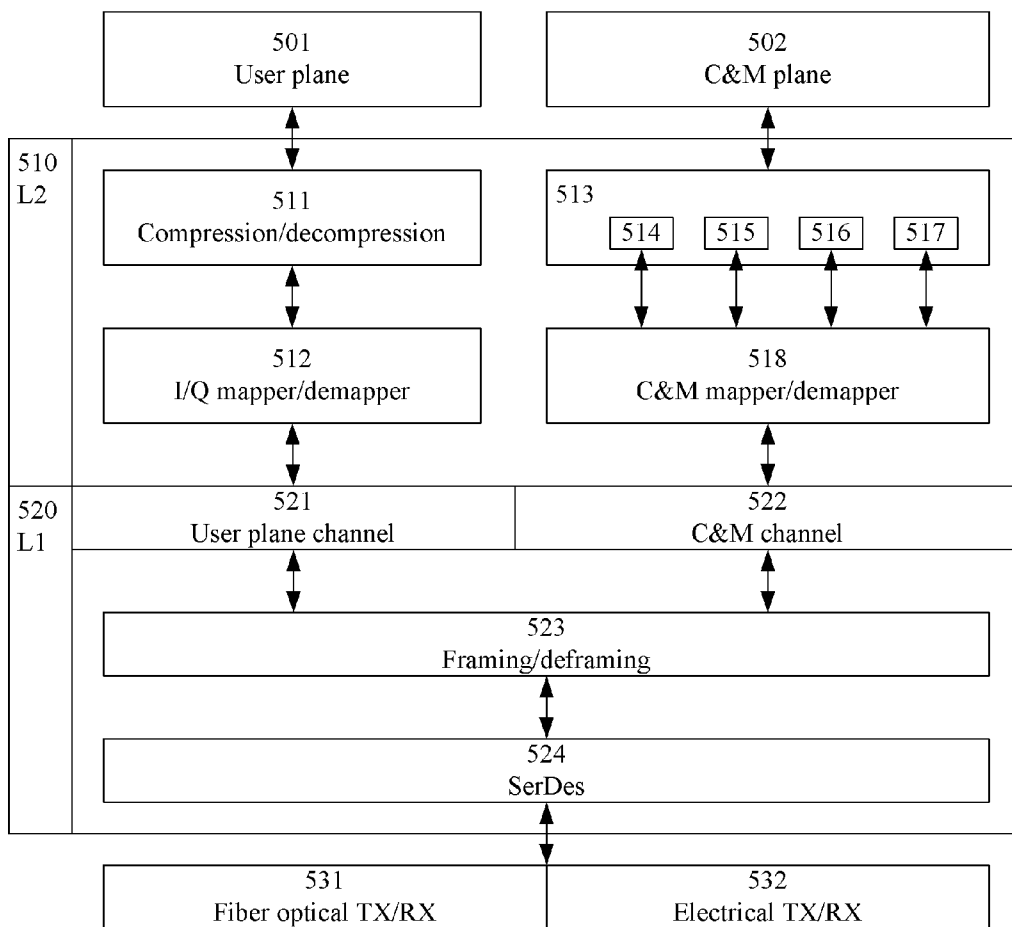 501
User plane
502
C&M plane
510
L2
511
Compression/decompression
513
514
515
516
517
512
I/Q mapper/demapper
518
C&M mapper/demapper
520
L1
521
User plane channel
522
C&M channel
523
Framing/deframing
524
SerDes
531
Fiber optical TX/RX
532
Electrical TX/RX